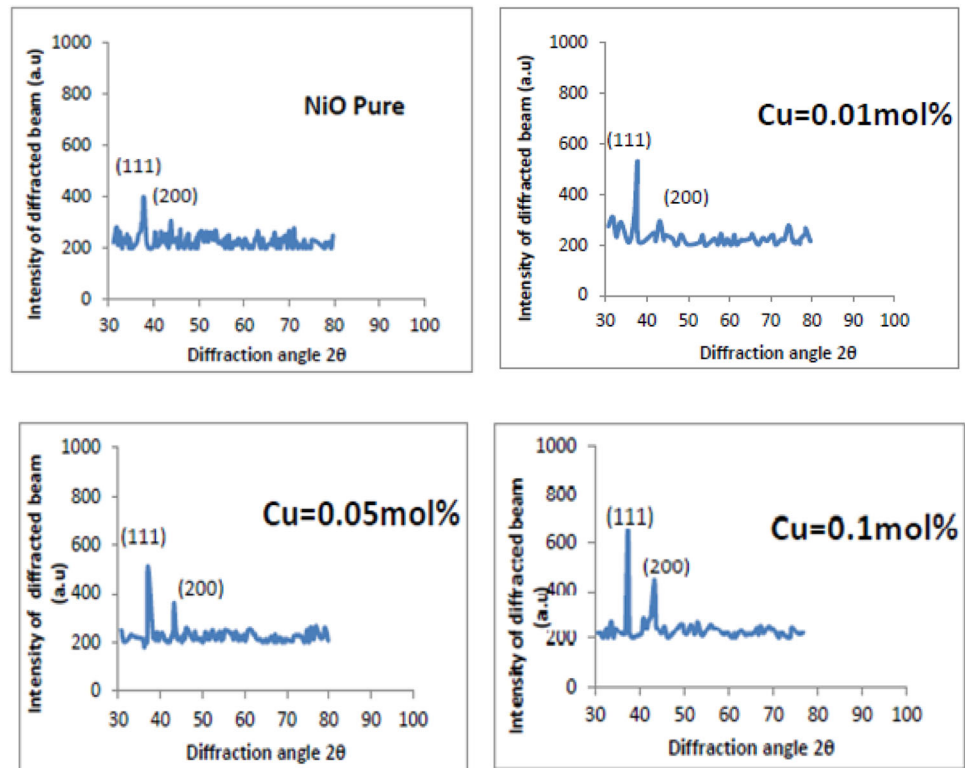 Intensity of diffracted beam (a.u)
1000
800
600
400
200
0
NiO Pure
(111)
(200)
30 40 50 60 70 80 90 100
Diffraction angle 2θ
Intensity of diffracted beam (a.u)
1000
800
600
400
200
0
Cu=0.01mol%
(111)
(200)
30 40 50 60 70 80 90 100
Diffraction angle 2θ
Intensity of diffracted beam
(a.u)
1000
800
600
400
200
0
Cu=0.05mol%
(111)
(200)
30 40 50 60 70 80 90 100
Diffraction angle 2θ
Intensity of diffracted beam
(a.u)
1000
800
600
400
200
0
Cu=0.1mol%
(111)
(200)
30 40 50 60 70 80 90 100
Diffraction angle 2θ